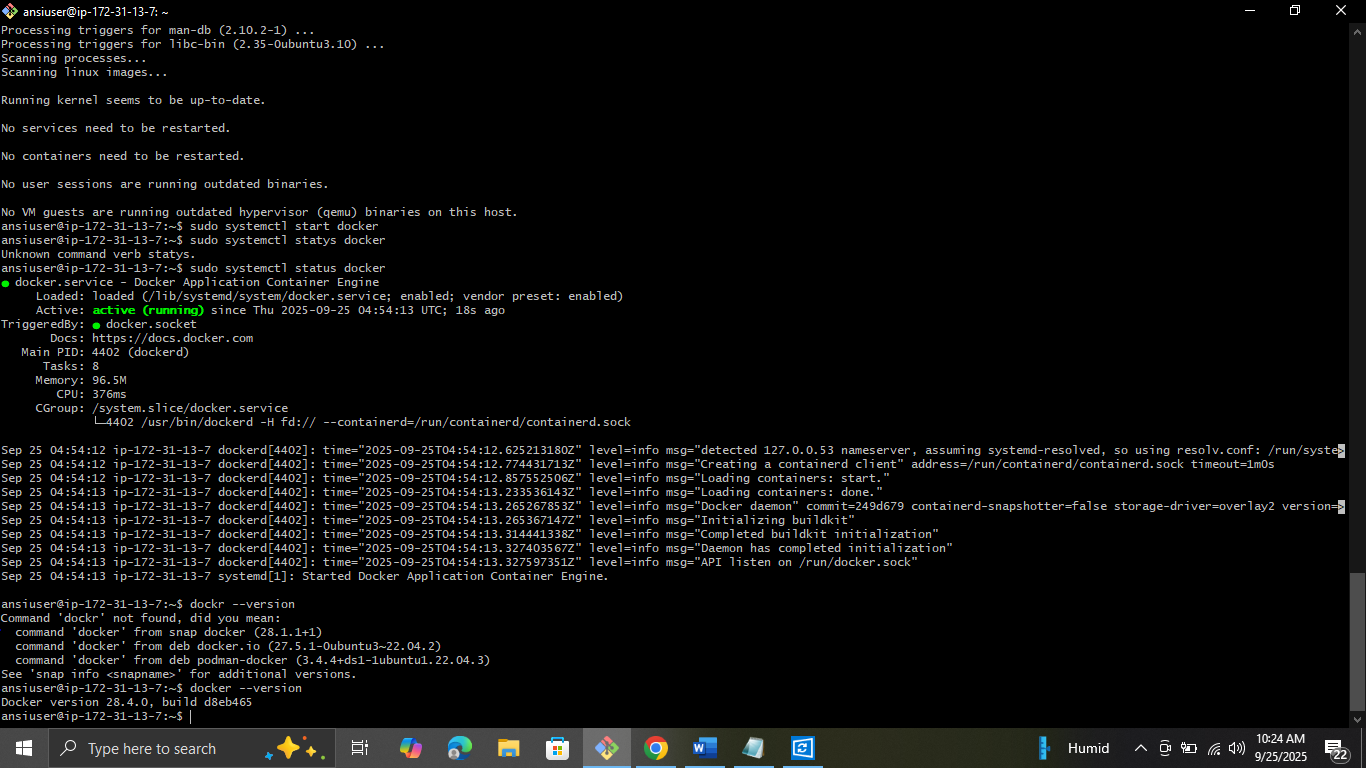 ansiuser@ip-172-31-13-7: ~
Processing triggers for man-db (2.10.2-1) ...
Processing triggers for libc-bin (2.35-0ubuntu3.10) ...
Scanning processes...
Scanning linux images...
Running kernel seems to be up-to-date.
No services need to be restarted.
No containers need to be restarted.
No user sessions are running outdated binaries.
No VM guests are running outdated hypervisor (qemu) binaries on this host.
ansiuser@ip-172-31-13-7:~$ sudo systemctl start docker
ansiuser@ip-172-31-13-7:~$ sudo systemctl statys docker
Unknown command verb statys.
ansiuser@ip-172-31-13-7:~$ sudo systemctl status docker
● docker.service - Docker Application Container Engine
Loaded: loaded (/lib/systemd/system/docker.service; enabled; vendor preset: enabled)
Active: active (running) since Thu 2025-09-25 04:54:13 UTC; 18s ago
TriggeredBy: ● docker.socket
Docs: https://docs.docker.com
Main PID: 4402 (dockerd)
Tasks: 8
Memory: 96.5M
CPU: 376ms
CGroup: /system.slice/docker.service
└─4402 /usr/bin/dockerd -H fd:// --containerd=/run/containerd/containerd.sock
Sep 25 04:54:12 ip-172-31-13-7 dockerd[4402]: time="2025-09-25T04:54:12.625213180Z" level=info msg="detected 127.0.0.53 nameserver, assuming systemd-resolved, so using resolv.conf: /run/syste>
Sep 25 04:54:12 ip-172-31-13-7 dockerd[4402]: time="2025-09-25T04:54:12.774431713Z" level=info msg="Creating a containerd client" address=/run/containerd/containerd.sock timeout=1m0s
Sep 25 04:54:12 ip-172-31-13-7 dockerd[4402]: time="2025-09-25T04:54:12.857552506Z" level=info msg="Loading containers: start."
Sep 25 04:54:13 ip-172-31-13-7 dockerd[4402]: time="2025-09-25T04:54:13.233536143Z" level=info msg="Loading containers: done."
Sep 25 04:54:13 ip-172-31-13-7 dockerd[4402]: time="2025-09-25T04:54:13.265267853Z" level=info msg="Docker daemon" commit=249d679 containerd-snapshotter=false storage-driver=overlay2 version=>
Sep 25 04:54:13 ip-172-31-13-7 dockerd[4402]: time="2025-09-25T04:54:13.265367147Z" level=info msg="Initializing buildkit"
Sep 25 04:54:13 ip-172-31-13-7 dockerd[4402]: time="2025-09-25T04:54:13.314441338Z" level=info msg="Completed buildkit initialization"
Sep 25 04:54:13 ip-172-31-13-7 dockerd[4402]: time="2025-09-25T04:54:13.327403567Z" level=info msg="Daemon has completed initialization"
Sep 25 04:54:13 ip-172-31-13-7 dockerd[4402]: time="2025-09-25T04:54:13.327597351Z" level=info msg="API listen on /run/docker.sock"
Sep 25 04:54:13 ip-172-31-13-7 systemd[1]: Started Docker Application Container Engine.
ansiuser@ip-172-31-13-7:~$ dockr --version
Command 'dockr' not found, did you mean:
command 'docker' from snap docker (28.1.1+1)
command 'docker' from deb docker.io (27.5.1-0ubuntu3~22.04.2)
command 'docker' from deb podman-docker (3.4.4+ds1-1ubuntu1.22.04.3)
See 'snap info <snapname>' for additional versions.
ansiuser@ip-172-31-13-7:~$ docker --version
Docker version 28.4.0, build d8eb465
ansiuser@ip-172-31-13-7:~$
Type here to search
Humid
10:24 AM
9/25/2025
22